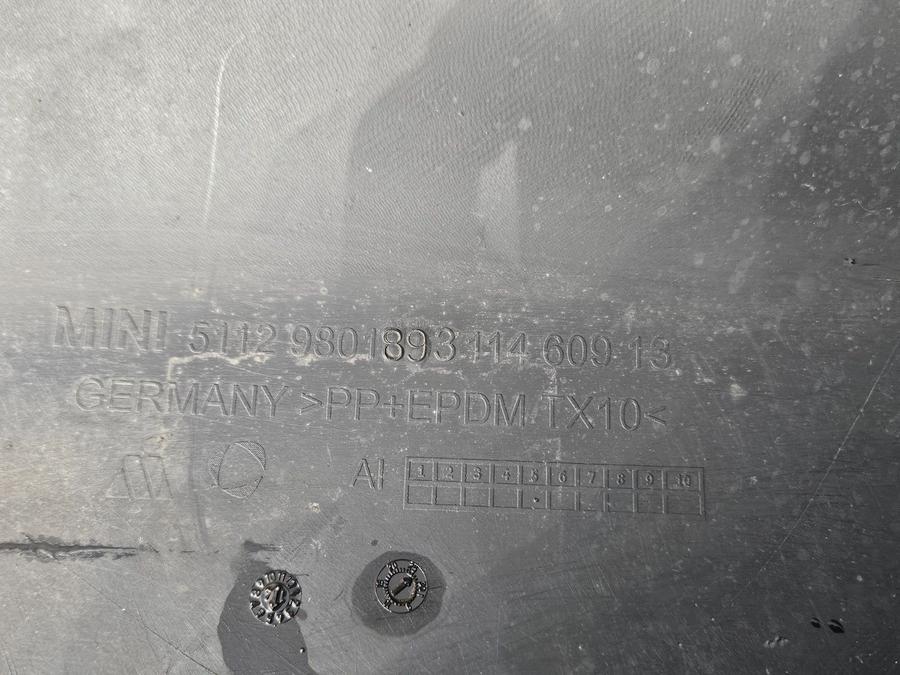 MINI 5112 9801893 114 609 13
GERMANY >PP+EPDM TX10<
AI 1 2 3 4 5 6 7 8 9 10